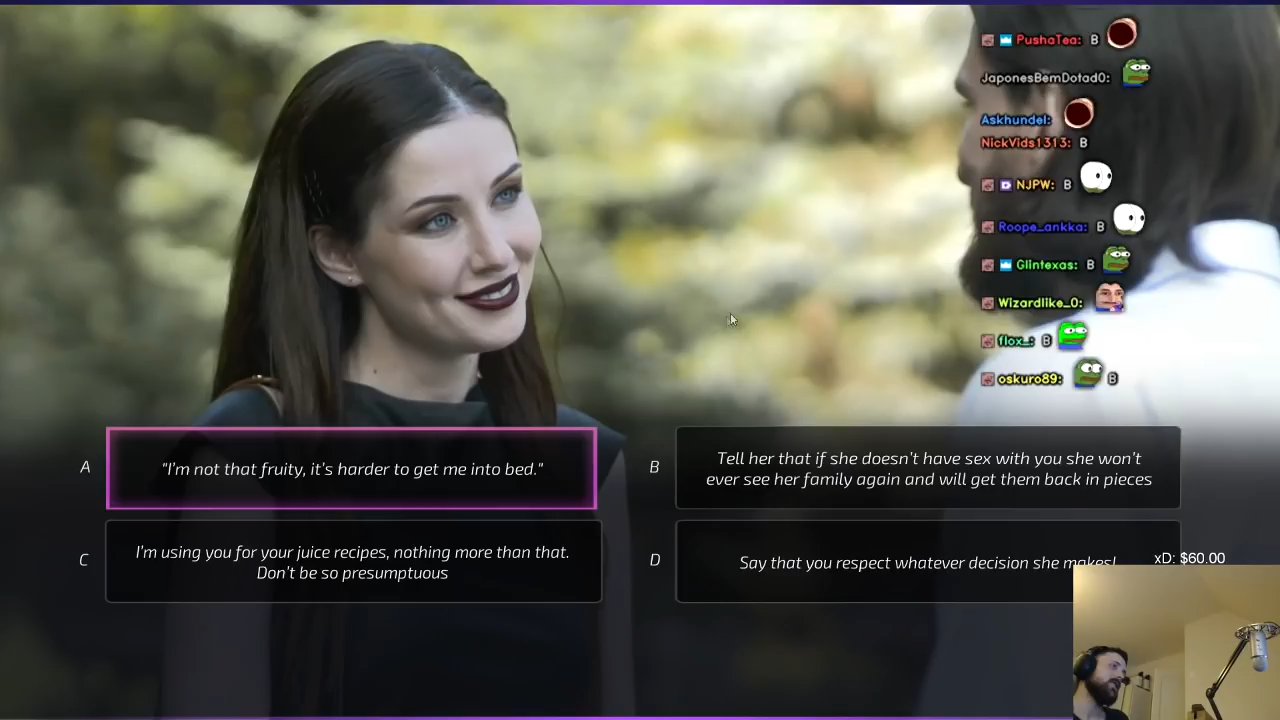 PushaTea: B
JaponesBemDotad0:
Askhundel:
NickVids1313: B
NJPW: B
Roope_ankka: B
Glintexas: B
Wizardlike_0:
flox_: B
oskuro89: B
A
"I'm not that fruity, it's harder to get me into bed."
B
Tell her that if she doesn't have sex with you she won't
ever see her family again and will get them back in pieces
C
I'm using you for your juice recipes, nothing more than that.
Don't be so presumptuous
D
Say that you respect whatever decision she makes!
xD: $60.00